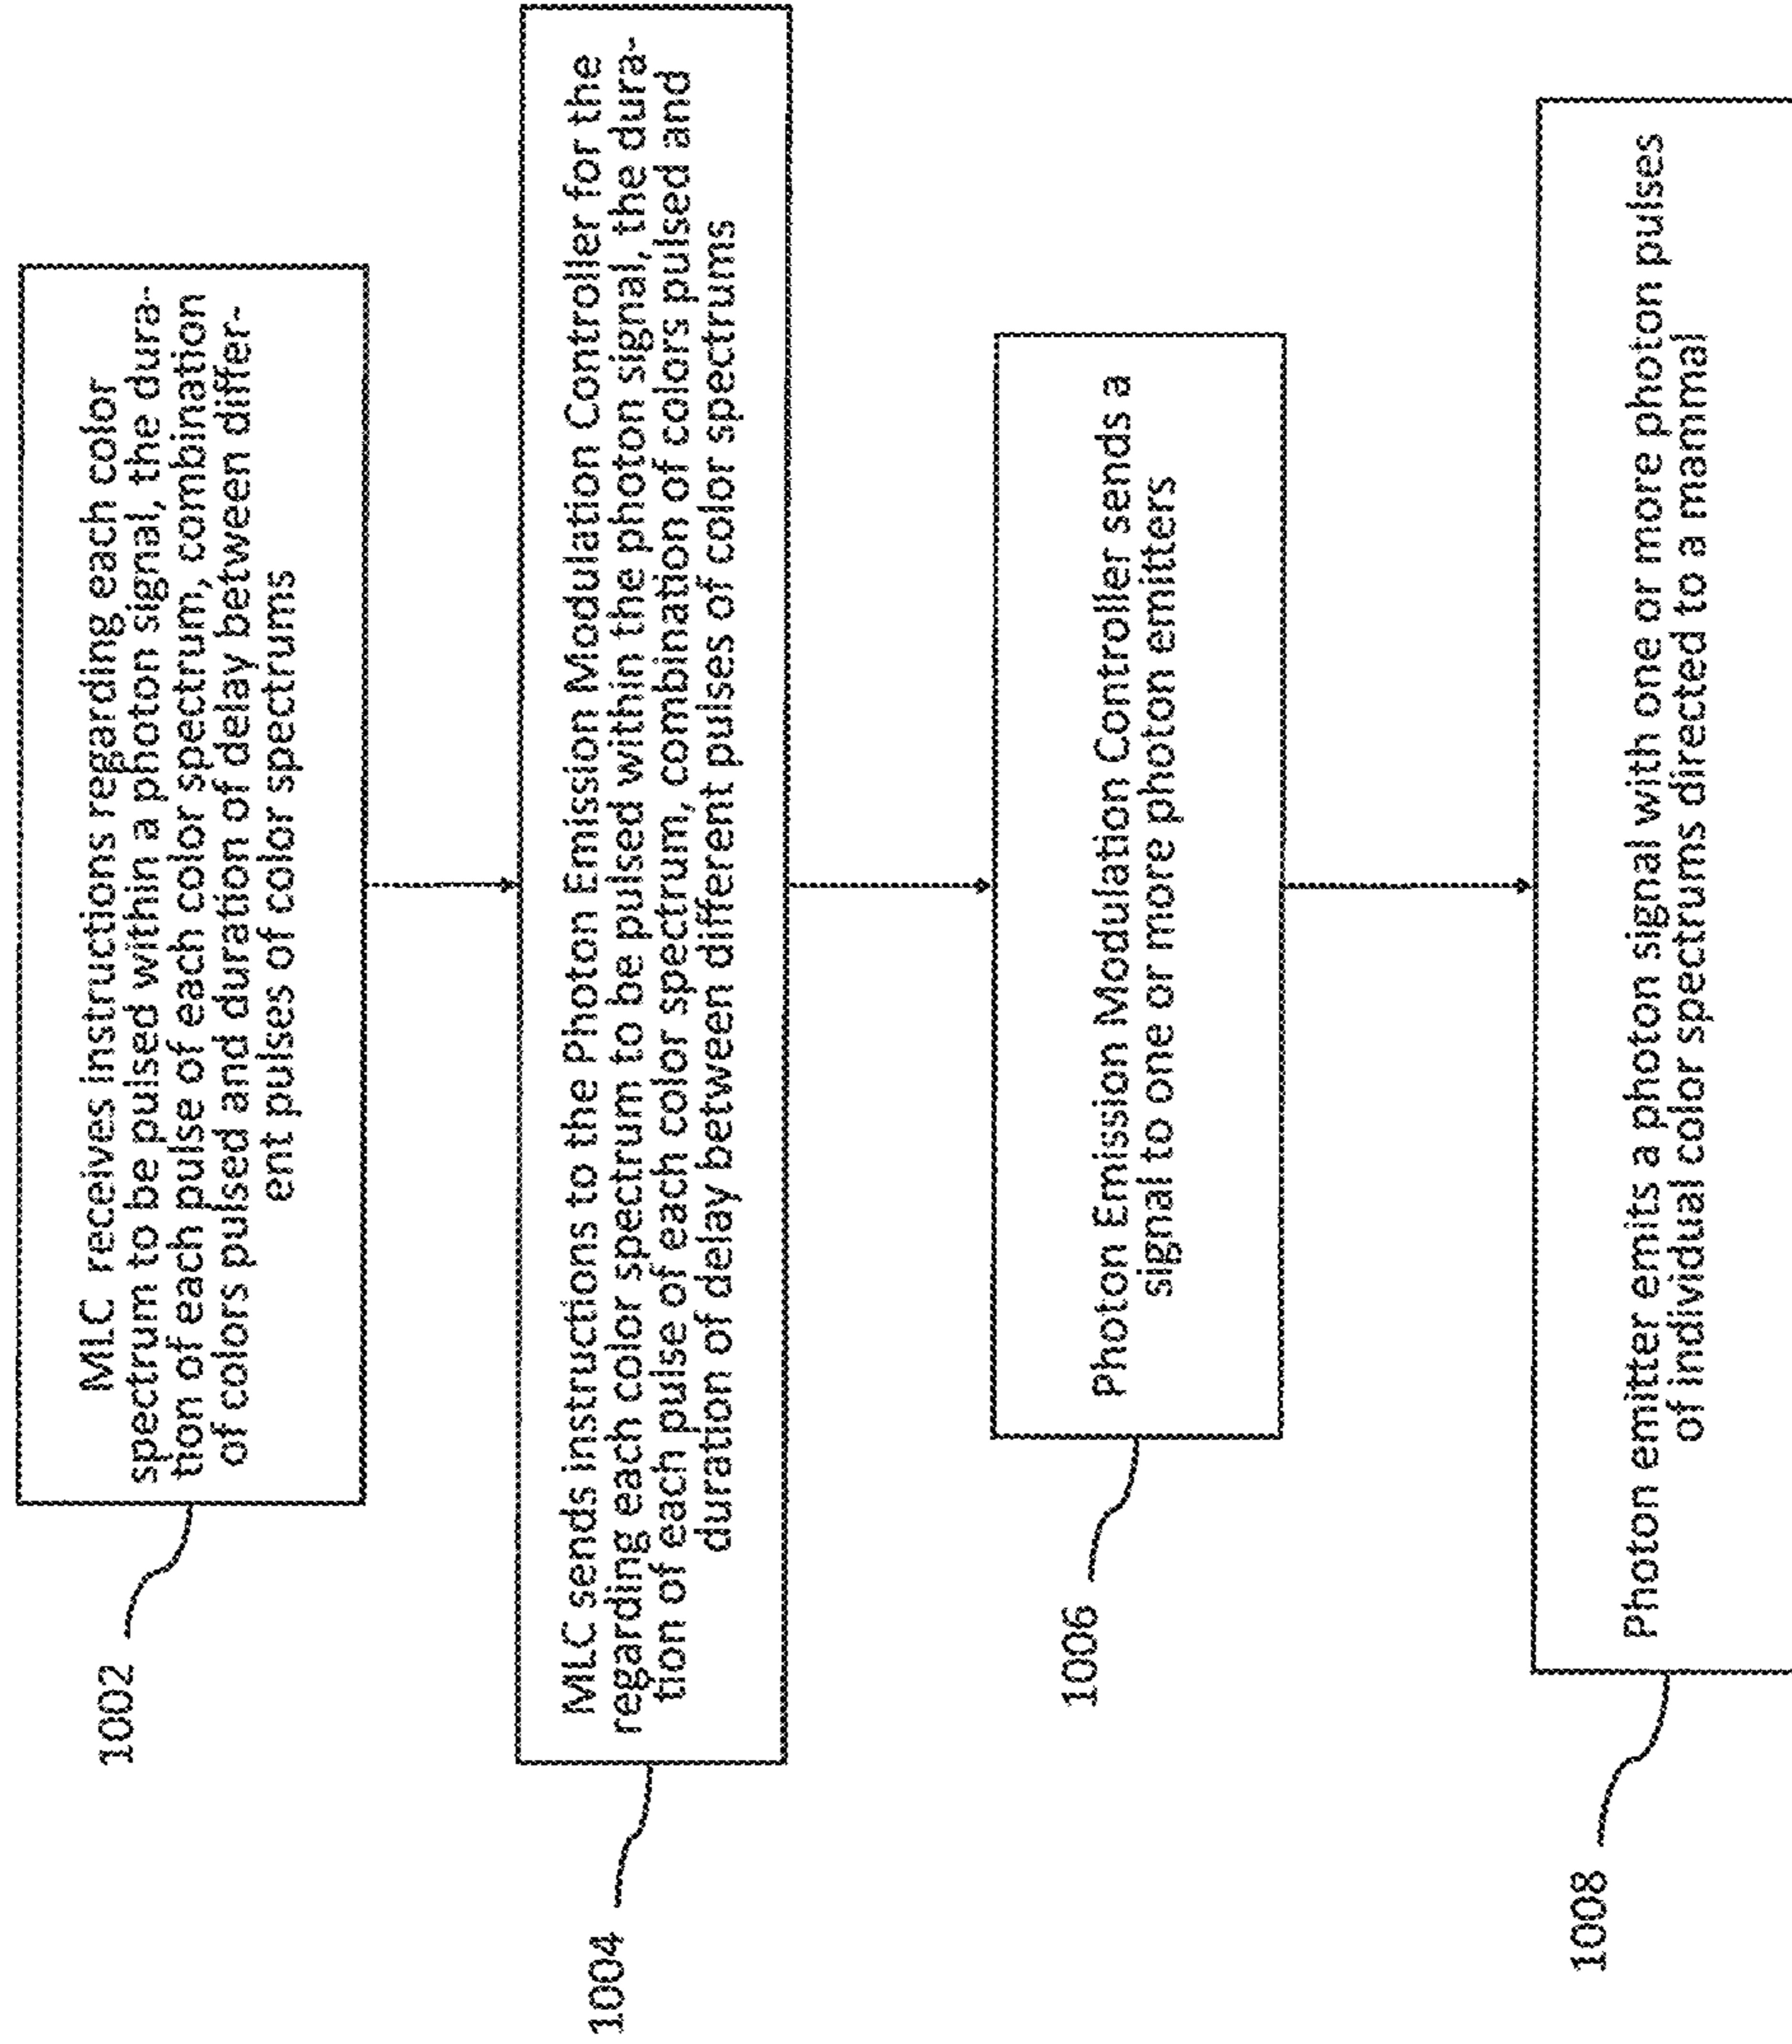 1002
MLC receives instructions regarding each color
spectrum to be pulsed within a photon signal, the dura-
tion of each pulse of each color spectrum, combination
of colors pulsed and duration of delay between differ-
ent pulses of color spectrums
1004
MLC sends instructions to the Photon Emission Modulation Controller for the
regarding each color spectrum to be pulsed within the photon signal, the dura-
tion of each pulse of each color spectrum, combination of colors pulsed and
duration of delay between different pulses of color spectrums
1006
Photon Emission Modulation Controller sends a
signal to one or more photon emitters
1008
Photon emitter emits a photon signal with one or more photon pulses
of individual color spectrums directed to a mammal